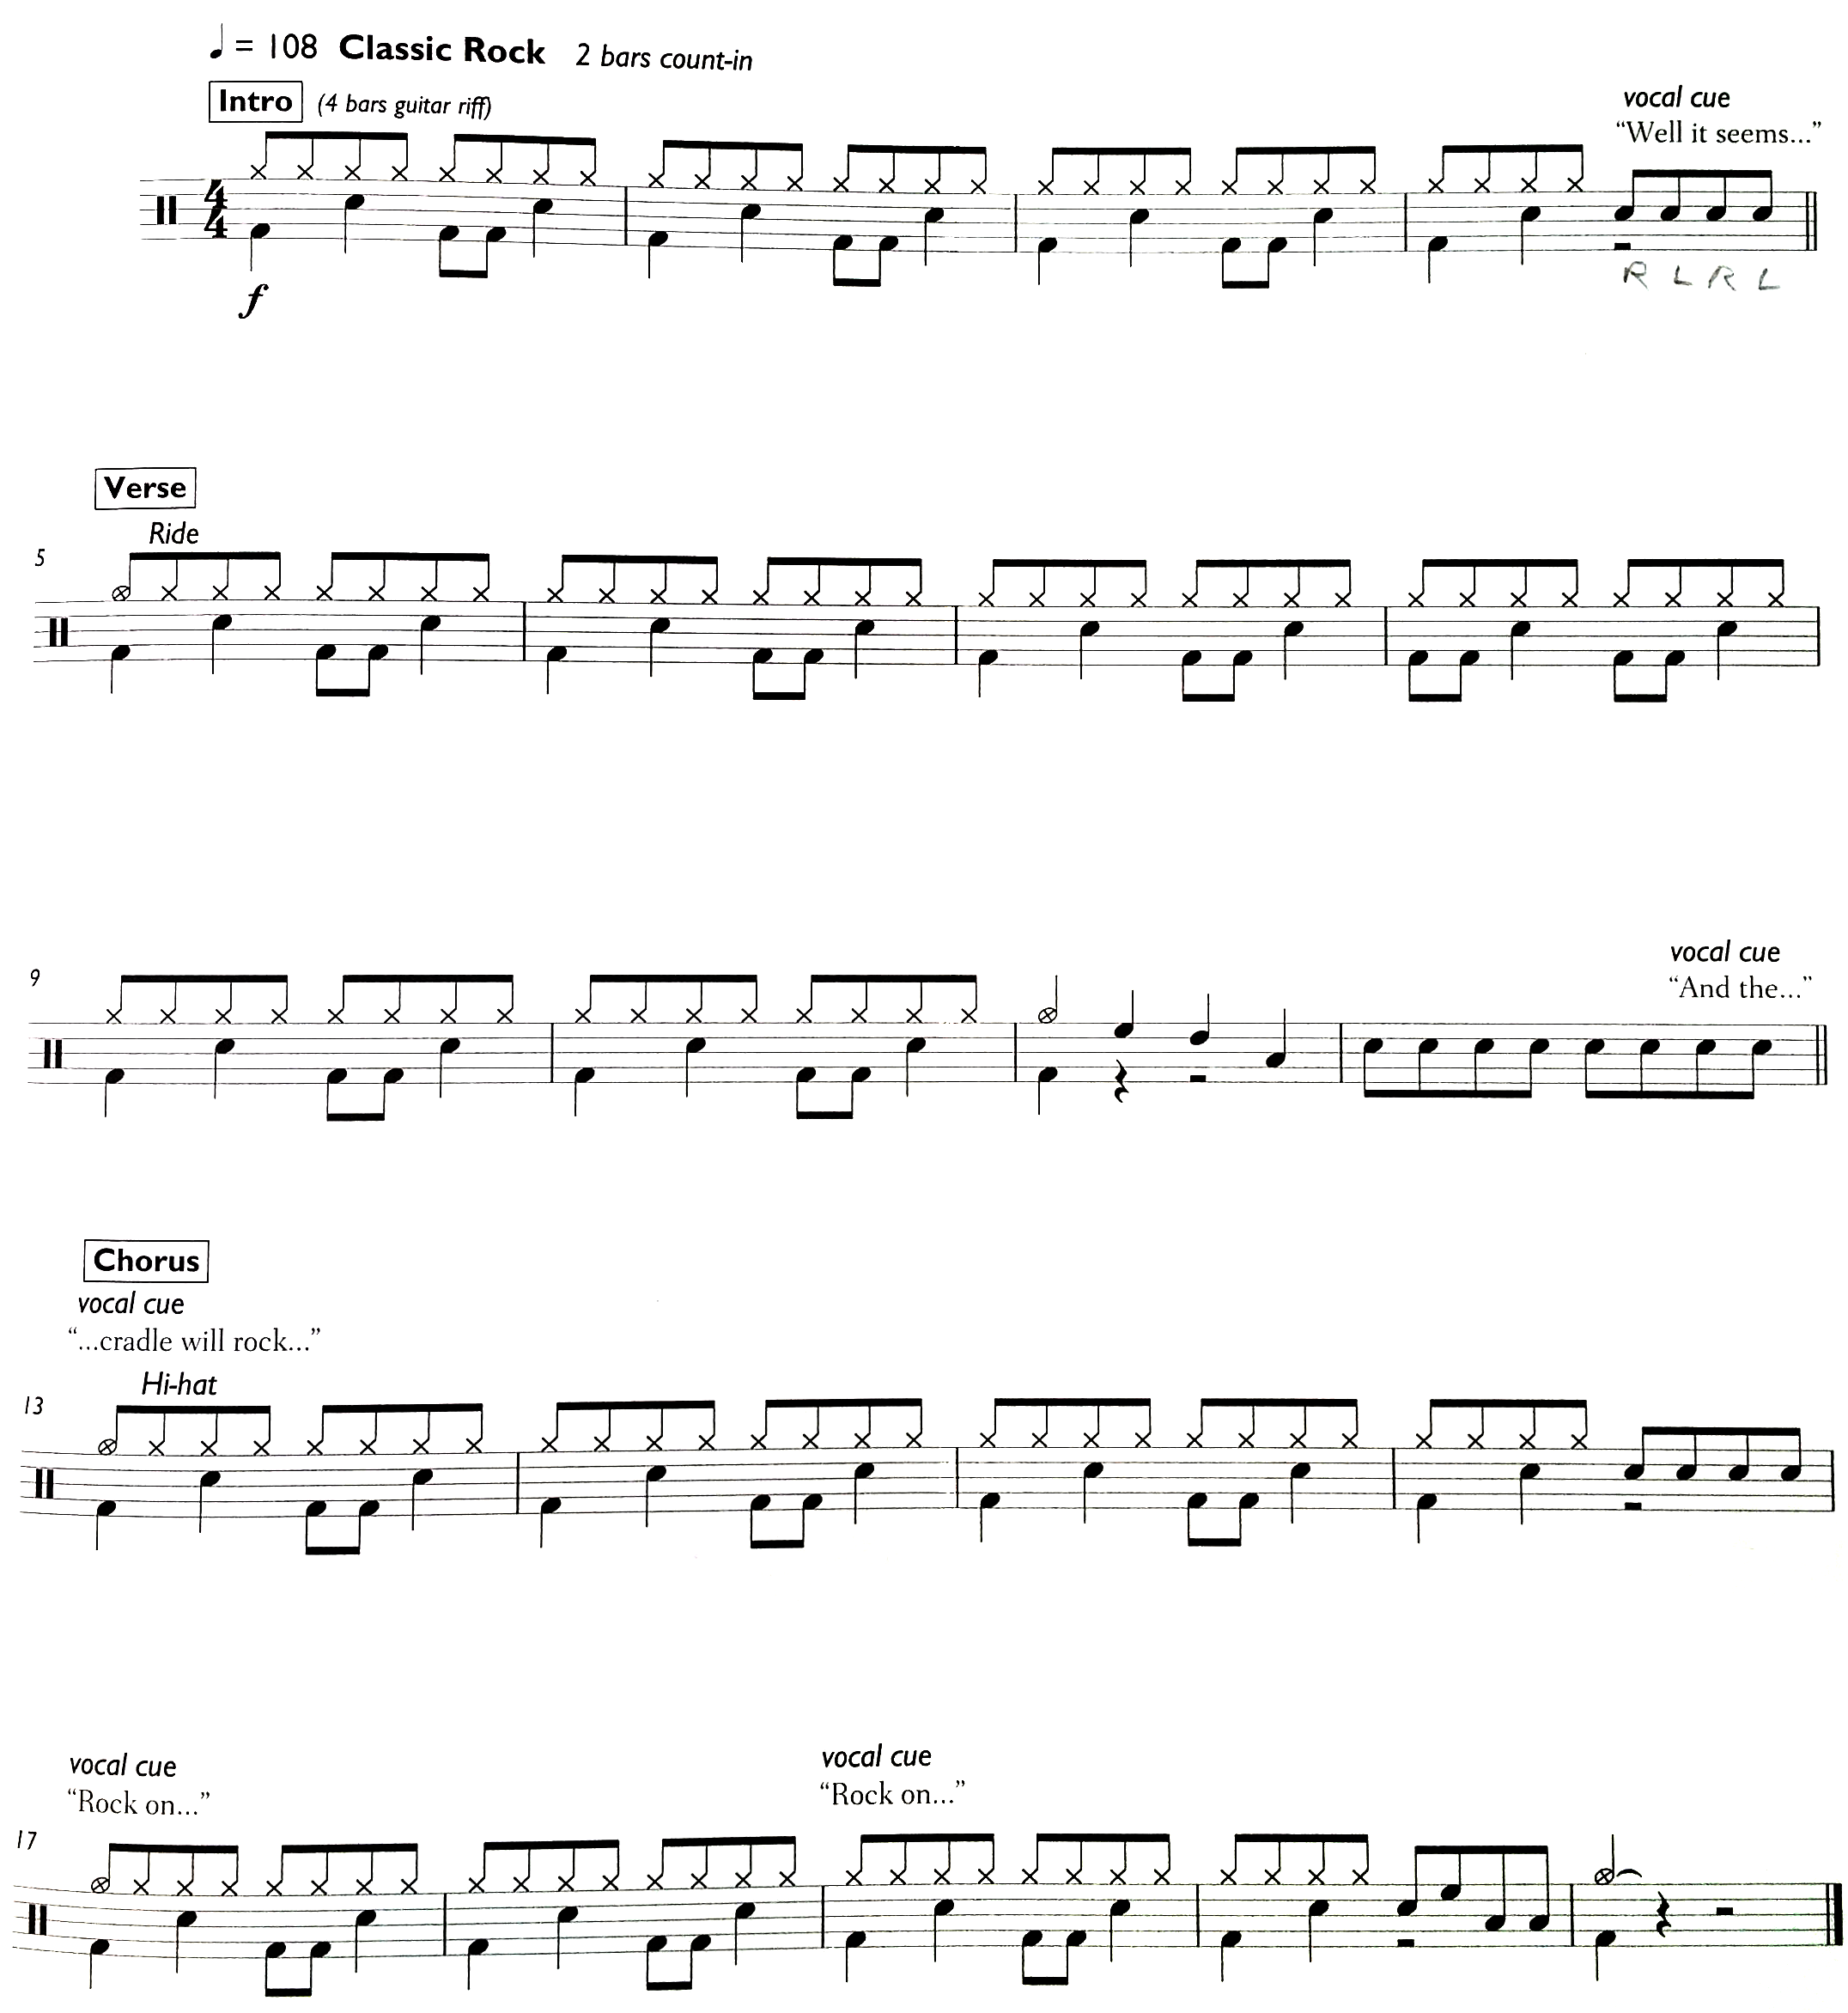 ♩ = 108 Classic Rock 2 bars count-in
Intro (4 bars guitar riff)
vocal cue
“Well it seems...”
4
4
f
R L R L
Verse
Ride
5
9
vocal cue
“And the...”
Chorus
vocal cue
“...cradle will rock...”
Hi-hat
13
vocal cue
“Rock on...”
vocal cue
“Rock on...”
17